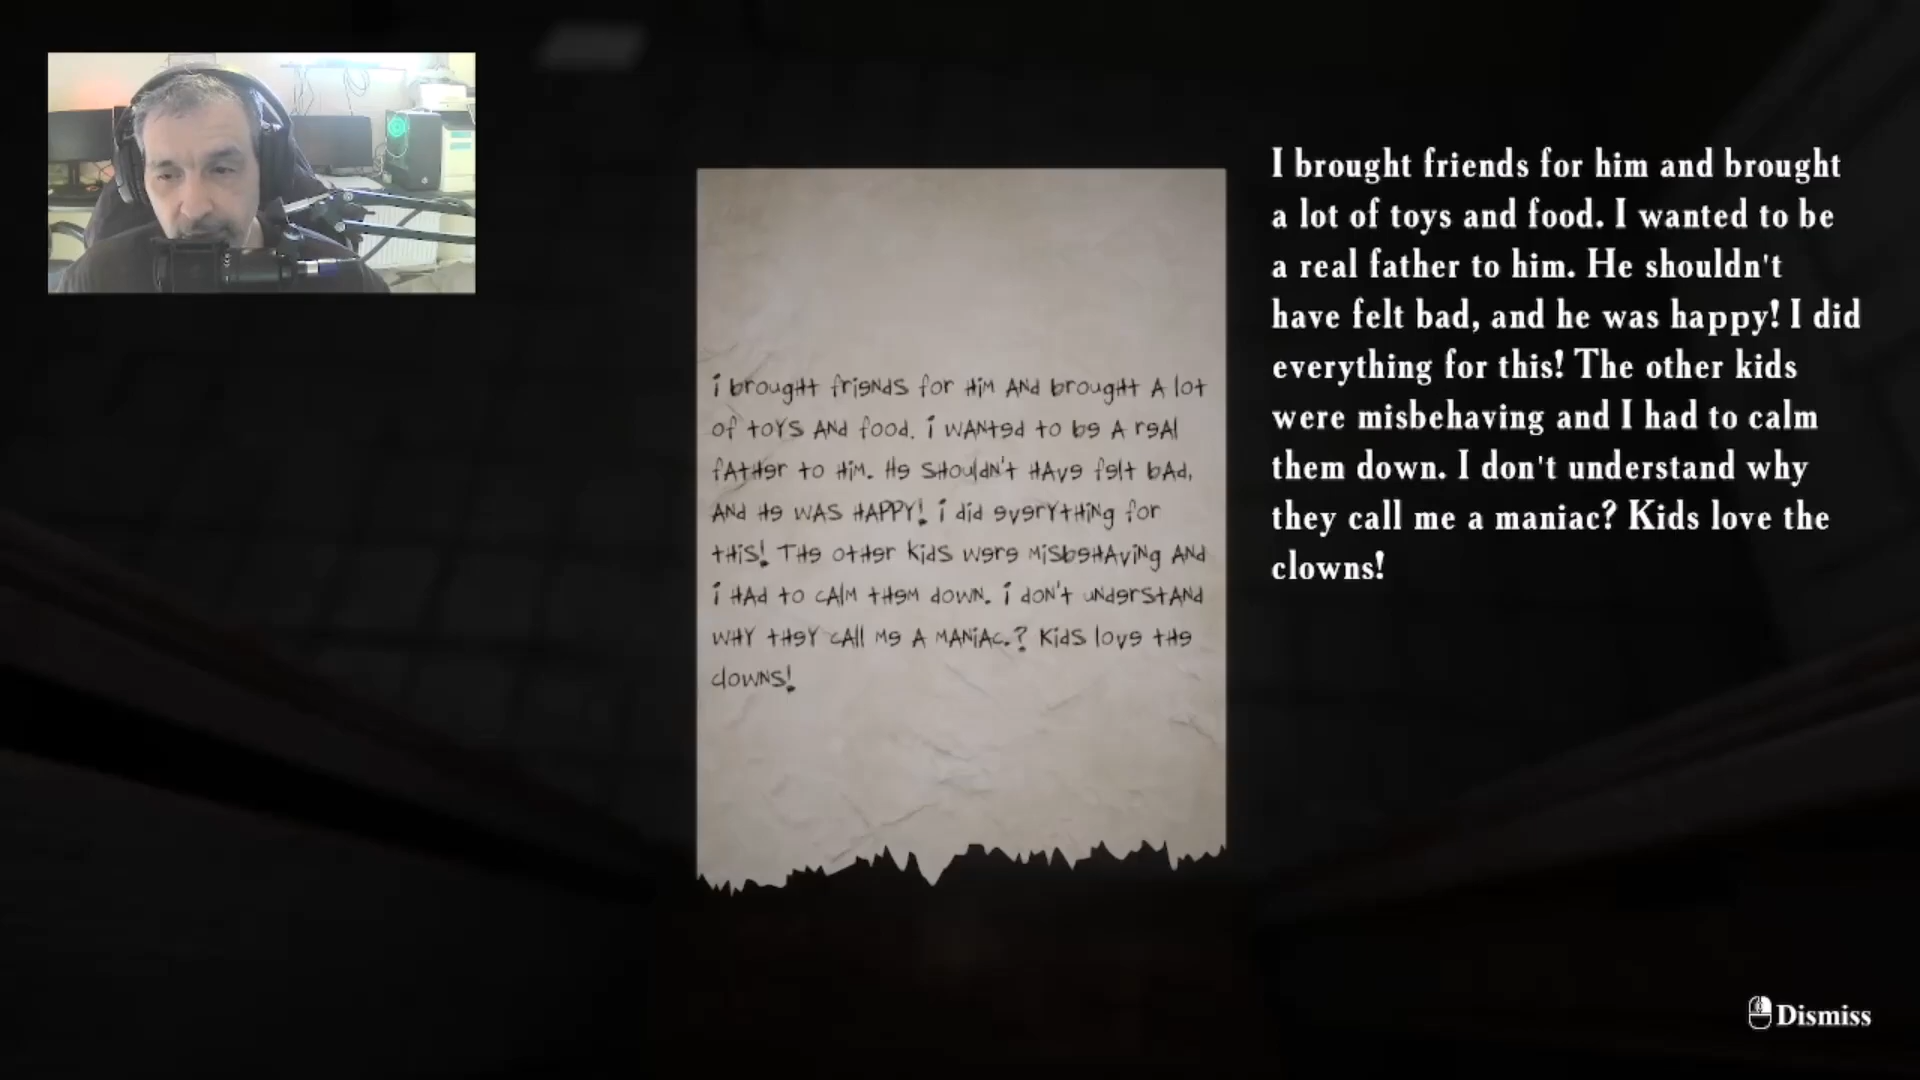 i brought friends for him and brought a lot
of toys and food. i wanted to be a real
father to him. He shouldn't have felt bad,
and he was happy! i did everything for
this! The other kids were misbehaving and
i had to calm them down. i don't understand
why they call me a maniac.? Kids love the
clowns!
I brought friends for him and brought
a lot of toys and food. I wanted to be
a real father to him. He shouldn't
have felt bad, and he was happy! I did
everything for this! The other kids
were misbehaving and I had to calm
them down. I don't understand why
they call me a maniac? Kids love the
clowns!
Dismiss